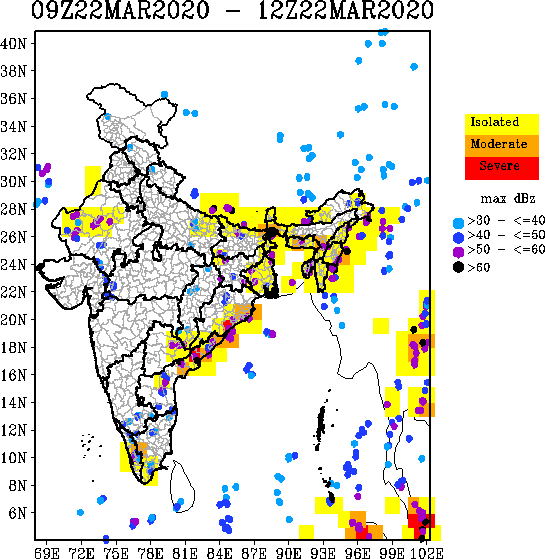 09Z22MAR2020 - 12Z22MAR2020
40N
38N
36N
34N
32N
30N
28N
26N
24N
22N
20N
18N
16N
14N
12N
10N
8N
6N
69E 72E 75E 78E 81E 84E 87E 90E 93E 96E 99E 102E
Isolated
Moderate
Severe
max dBz
>30 - <=40
>40 - <=50
>50 - <=60
>60